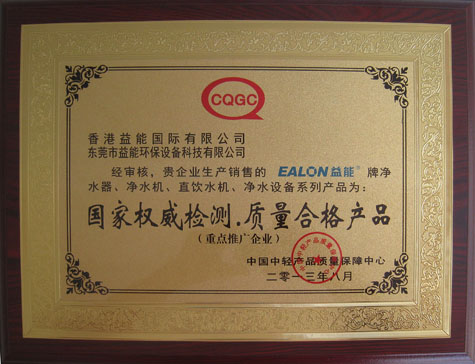 CQGC
香港益能国际有限公司
东莞市益能环保设备科技有限公司
经审核，贵企业生产销售的 EALON益能® 牌净
水器、净水机、直饮水机、净水设备系列产品为：
国家权威检测.质量合格产品
（重点推广企业）
中国中轻产品质量保障中心
二零一三年八月